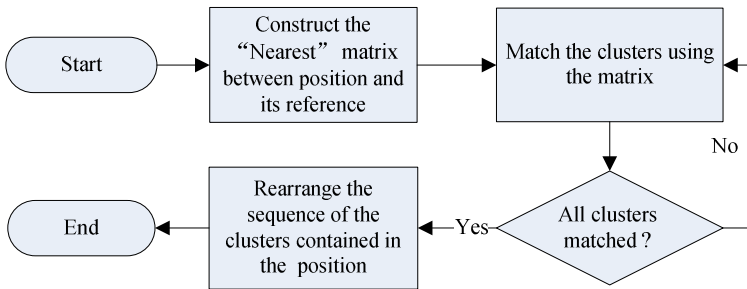 Start
Construct the
“Nearest” matrix
between position and
its reference
Match the clusters using
the matrix
No
All clusters
matched ?
Yes
Rearrange the
sequence of the
clusters contained in
the position
End